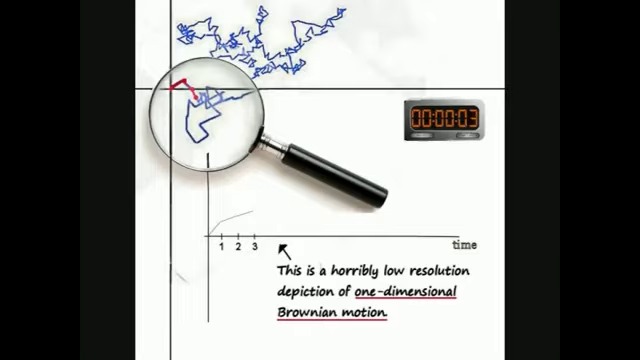 00:00:03
1 2 3
time
This is a horribly low resolution
depiction of one-dimensional
Brownian motion.